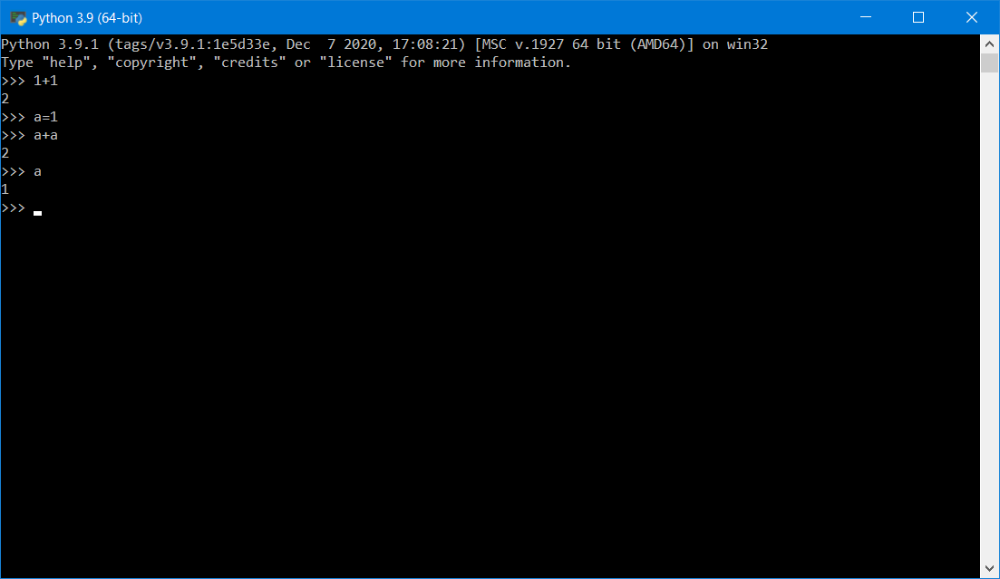 Python 3.9 (64-bit)
Python 3.9.1 (tags/v3.9.1:1e5d33e, Dec  7 2020, 17:08:21) [MSC v.1927 64 bit (AMD64)] on win32
Type "help", "copyright", "credits" or "license" for more information.
>>> 1+1
2
>>> a=1
>>> a+a
2
>>> a
1
>>>